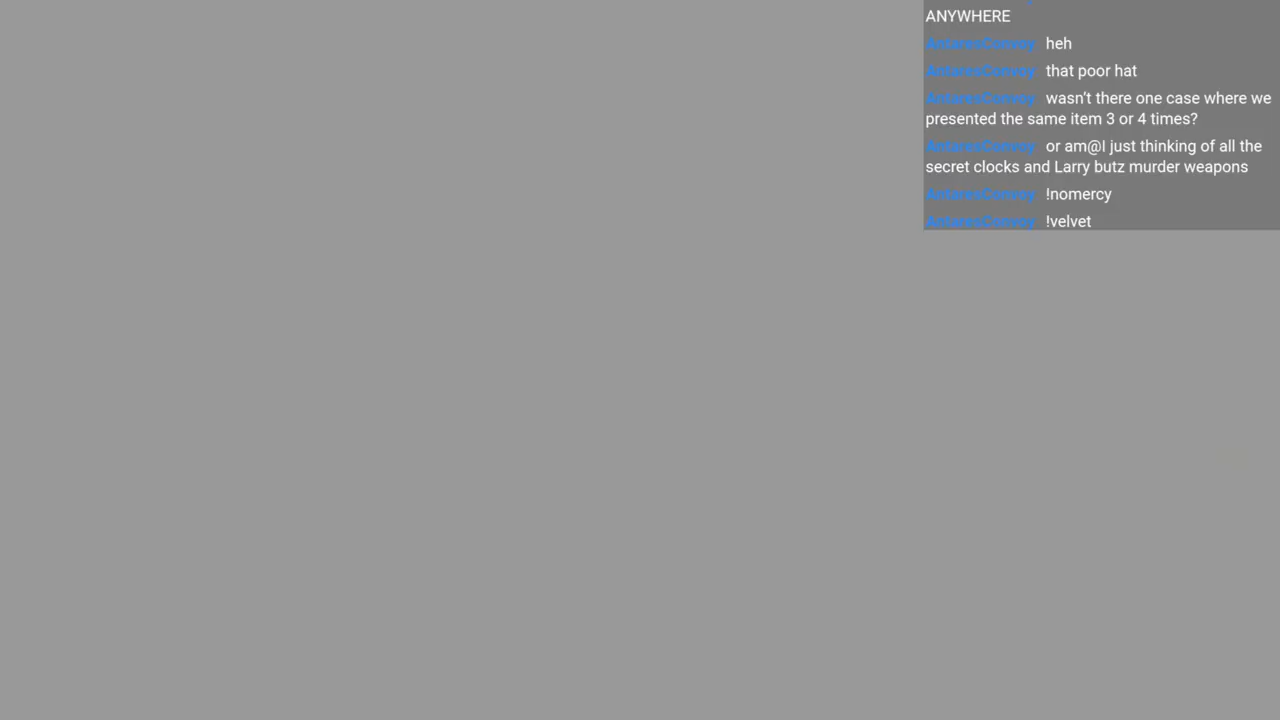 ANYWHERE
AntaresConvoy heh
AntaresConvoy that poor hat
AntaresConvoy wasn't there one case where we
presented the same item 3 or 4 times?
AntaresConvoy or am@I just thinking of all the
secret clocks and Larry butz murder weapons
AntaresConvoy !nomercy
AntaresConvoy !velvet